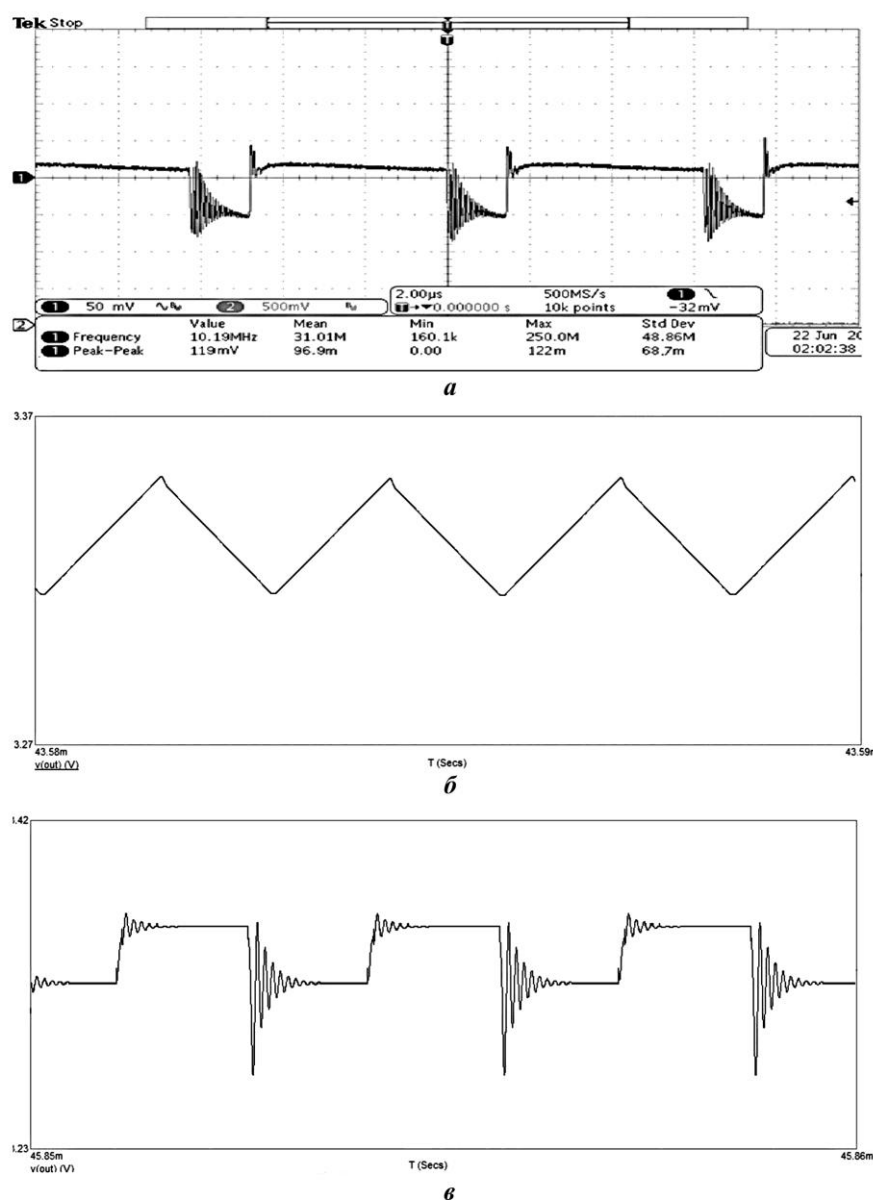 Tek Stop
T
T
1
1 50 mV 2 500mV
2.00µs 500MS/s 1
T→▼0.000000 s 10k points -32mV
2
Value Mean Min Max Std Dev
1 Frequency 10.19MHz 31.01M 160.1k 250.0M 48.86M
1 Peak-Peak 119mV 96.9m 0.00 122m 68.7m
22 Jun 20
02:02:38
а
3.37
3.27
43.58m 43.59m
v(out) (V) T (Secs)
б
1.42
1.23
45.85m 45.86m
v(out) (V) T (Secs)
в